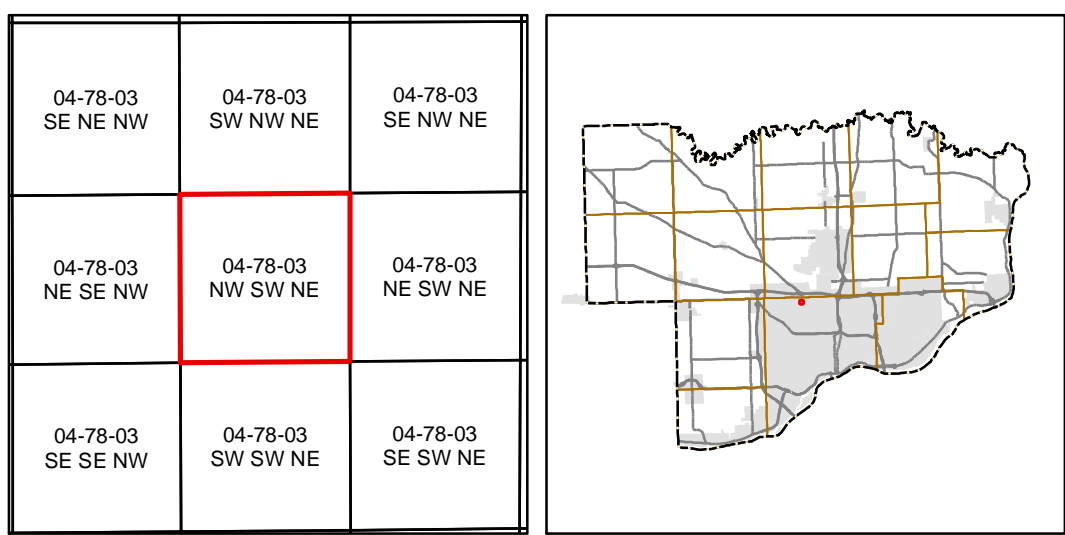 04-78-03
SE NE NW
04-78-03
SW NW NE
04-78-03
SE NW NE
04-78-03
NE SE NW
04-78-03
NW SW NE
04-78-03
NE SW NE
04-78-03
SE SE NW
04-78-03
SW SW NE
04-78-03
SE SW NE